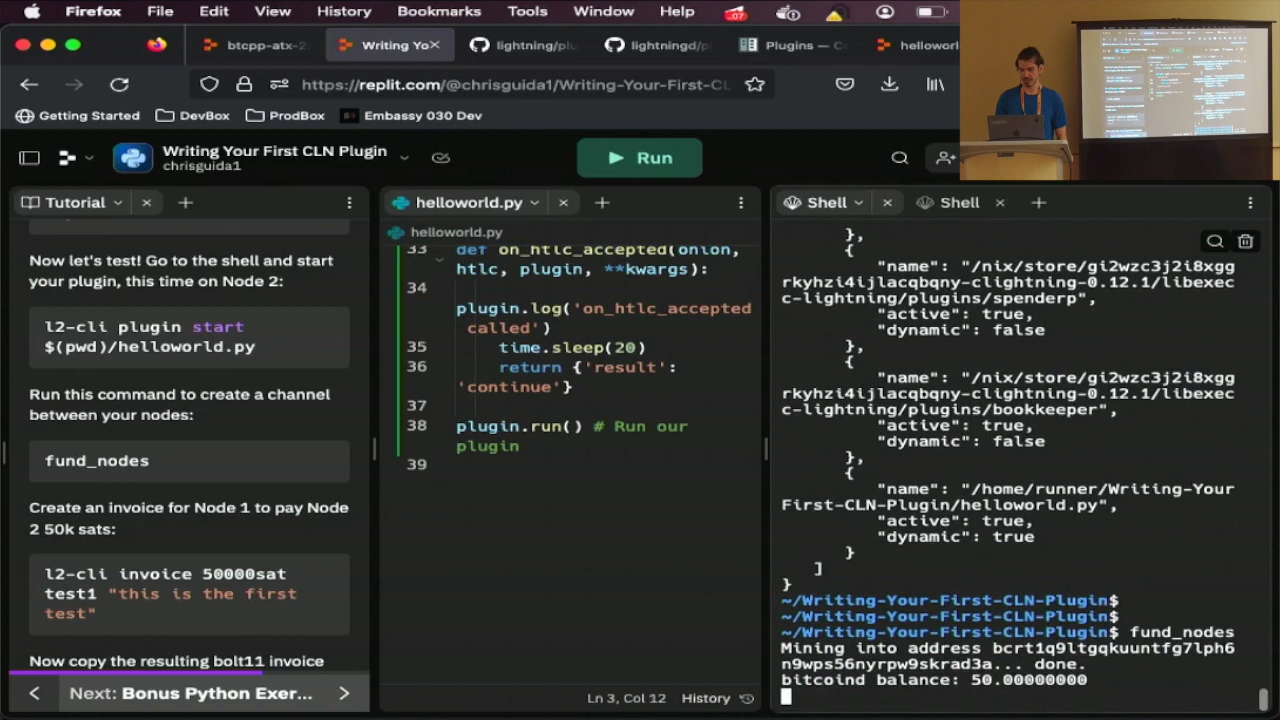 Firefox File Edit View History Bookmarks Tools Window Help
btcpp-atx-2
Writing Yo
lightning/plu
lightningd/p
Plugins — C
helloworld
https://replit.com/@chrisguida1/Writing-Your-First-CL
Getting Started DevBox ProdBox Embassy 030 Dev
Writing Your First CLN Plugin
chrisguida1
Run
Tutorial
Now let's test! Go to the shell and start
your plugin, this time on Node 2:
l2-cli plugin start
$(pwd)/helloworld.py
Run this command to create a channel
between your nodes:
fund_nodes
Create an invoice for Node 1 to pay Node
2 50k sats:
l2-cli invoice 50000sat
test1 "this is the first
test"
Now copy the resulting bolt11 invoice
Next: Bonus Python Exer...
helloworld.py
helloworld.py
33 def on_htlc_accepted(onion,
htlc, plugin, **kwargs):
34
plugin.log('on_htlc_accepted
called')
35 time.sleep(20)
36 return {'result':
'continue'}
37
38 plugin.run() # Run our
plugin
39
Ln 3, Col 12 History
Shell
Shell
},
{
"name": "/nix/store/gi2wzc3j2i8xgg
rkyhzi4ijlacqbqny-clightning-0.12.1/libexec
c-lightning/plugins/spenderp",
"active": true,
"dynamic": false
},
{
"name": "/nix/store/gi2wzc3j2i8xgg
rkyhzi4ijlacqbqny-clightning-0.12.1/libexec
c-lightning/plugins/bookkeeper",
"active": true,
"dynamic": false
},
{
"name": "/home/runner/Writing-Your
First-CLN-Plugin/helloworld.py",
"active": true,
"dynamic": true
}
]
}
~/Writing-Your-First-CLN-Plugin$
~/Writing-Your-First-CLN-Plugin$
~/Writing-Your-First-CLN-Plugin$ fund_nodes
Mining into address bcrt1q9ltgqkuuntfg7lph6
n9wps56nyrpw9skrad3a... done.
bitcoind balance: 50.00000000